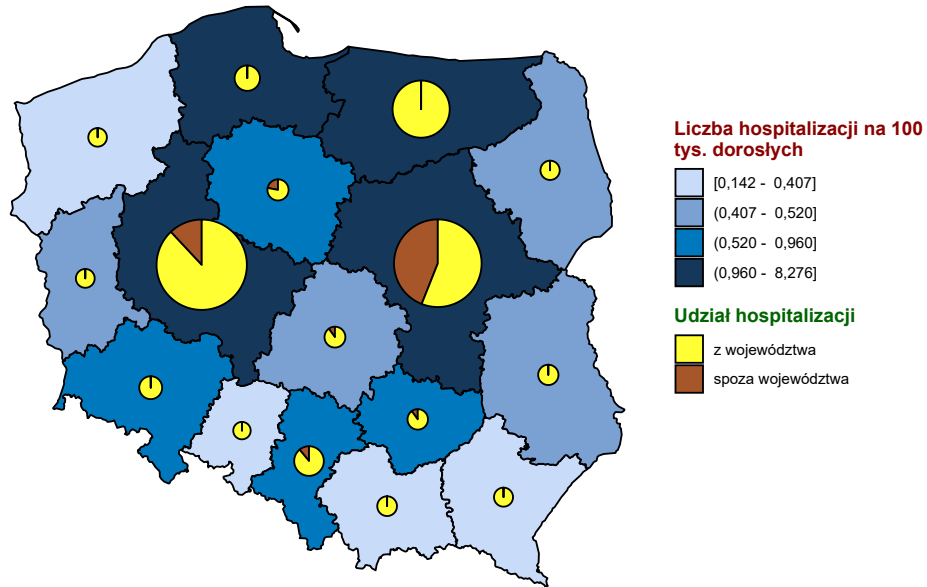 Liczba hospitalizacji na 100
tys. dorosłych
[0,142 - 0,407]
(0,407 - 0,520]
(0,520 - 0,960]
(0,960 - 8,276]
Udział hospitalizacji
z województwa
spoza województwa